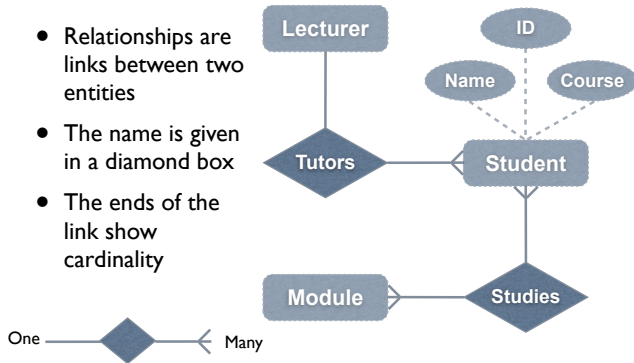 • Relationships are
links between two
entities
• The name is given
in a diamond box
• The ends of the
link show
cardinality
One
Many
Lecturer
ID
Name
Course
Tutors
Student
Module
Studies